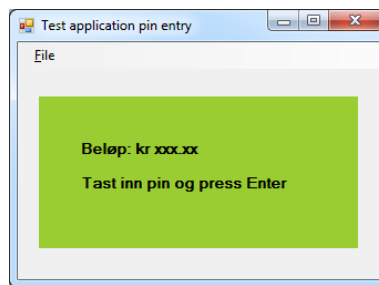 Test application pin entry
File
Beløp: kr xxx.xx
Tast inn pin og press Enter